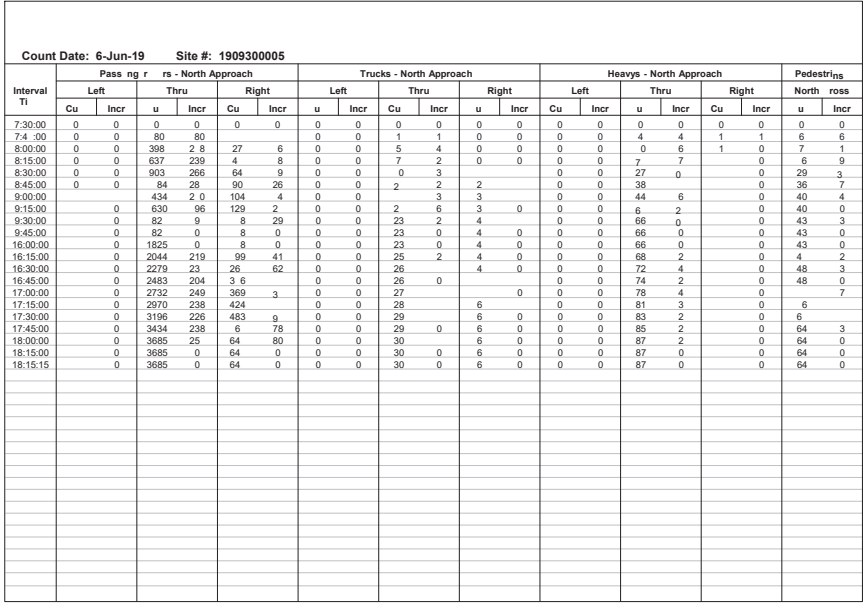 Count Date: 6-Jun-19 Site #: 1909300005
Pass ng r rs - North Approach Trucks - North Approach Heavys - North Approach Pedestrins
Interval Left Thru Right Left Thru Right Left Thru Right North ross
Ti Cu Incr u Incr Cu Incr u Incr Cu Incr u Incr Cu Incr u Incr Cu Incr u Incr
7:30:00 0 0 0 0 0 0 0 0 0 0 0 0 0 0 0 0 0 0 0 0
7:4 :00 0 0 80 80 0 0 1 1 0 0 0 0 4 4 1 1 6 6
8:00:00 0 0 398 2 8 27 6 0 0 5 4 0 0 0 0 0 6 1 0 7 1
8:15:00 0 0 637 239 4 8 0 0 7 2 0 0 0 0 7 7 0 6 9
8:30:00 0 0 903 266 64 9 0 0 0 3 0 0 27 0 0 29 3
8:45:00 0 0 84 28 90 26 0 0 2 2 2 0 0 38 0 36 7
9:00:00 434 2 0 104 4 0 0 3 3 0 0 44 6 0 40 4
9:15:00 0 630 96 129 2 0 0 2 6 3 0 0 0 6 2 0 40 0
9:30:00 0 82 9 8 29 0 0 23 2 4 0 0 66 0 0 43 3
9:45:00 0 82 0 8 0 0 0 23 0 4 0 0 0 66 0 0 43 0
16:00:00 0 1825 0 8 0 0 0 23 0 4 0 0 0 66 0 0 43 0
16:15:00 0 2044 219 99 41 0 0 25 2 4 0 0 0 68 2 0 4 2
16:30:00 0 2279 23 26 62 0 0 26 4 0 0 0 72 4 0 48 3
16:45:00 0 2483 204 3 6 0 0 26 0 0 0 74 2 0 48 0
17:00:00 0 2732 249 369 3 0 0 27 0 0 0 78 4 0 7
17:15:00 0 2970 238 424 0 0 28 6 0 0 81 3 0 6
17:30:00 0 3196 226 483 9 0 0 29 6 0 0 0 83 2 0 6
17:45:00 0 3434 238 6 78 0 0 29 0 6 0 0 0 85 2 0 64 3
18:00:00 0 3685 25 64 80 0 0 30 6 0 0 0 87 2 0 64 0
18:15:00 0 3685 0 64 0 0 0 30 0 6 0 0 0 87 0 0 64 0
18:15:15 0 3685 0 64 0 0 0 30 0 6 0 0 0 87 0 0 64 0